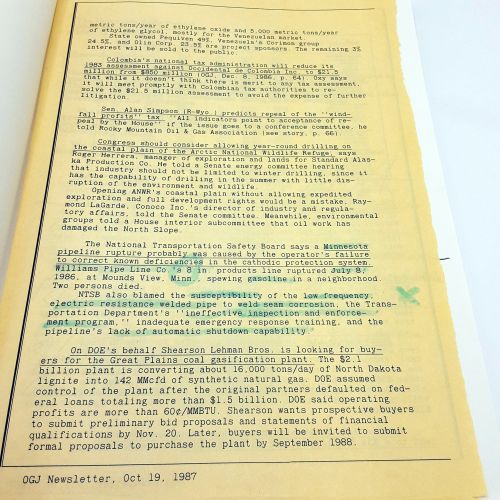 metric tons/year of ethylene oxide and 5,000 metric tons/year
of ethylene glycol, mostly for the Venezuelan market.
State owned Pequiven 49%, Venezuela's Corimon group
24.5%, and Olin Corp. 23.5% are project sponsors. The remaining 3%
interest will be sold to the public.
Colombia's national tax administration will reduce its
1983 assessment against Occidental de Colombia Inc. to $21.5
million from $850 million (OGJ, Dec. 8, 1986, p. 64). Oxy says
that while it doesn't think there is merit to any tax assessment,
it will meet promptly with Colombian tax authorities to re-
solve the $21.5 million assessment to avoid the expense of further
litigation.
Sen. Alan Simpson (R-Wyo.) predicts repeal of the ''wind-
fall profits'' tax. ''All indicators point to acceptance of re-
peal by the House'' if the issue goes to a conference committee, he
told Rocky Mountain Oil & Gas Association (see story, p. 66).
Congress should consider allowing year-round drilling on
the coastal plain of the Arctic National Wildlife Refuge, says
Roger Herrera, manager of exploration and lands for Standard Alas-
ka Production Co. He told a Senate energy committee hearing
that industry should not be limited to winter drilling, since it
has the capability of drilling in the summer with little dis-
ruption of the environment and wildlife.
Opening ANWR's coastal plain without allowing expedited
exploration and full development rights would be a mistake, Ray-
mond LaGarde, Conoco Inc.'s director of industry and regula-
tory affairs, told the Senate committee. Meanwhile, environmental
groups told a House interior subcommittee that oil work has
damaged the North Slope.
The National Transportation Safety Board says a Minnesota
pipeline rupture probably was caused by the operator's failure
to correct known deficiencies in the cathodic protection system.
Williams Pipe Line Co.'s 8 in. products line ruptured July 8,
1986, at Mounds View, Minn., spewing gasoline in a neighborhood.
Two persons died.
NTSB also blamed the susceptibility of the low frequency,
electric resistance welded pipe to weld seam corrosion, the Trans-
portation Department's ''ineffective inspection and enforce-
ment program,'' inadequate emergency response training, and the
pipeline's lack of automatic shutdown capability.
On DOE's behalf Shearson Lehman Bros. is looking for buy-
ers for the Great Plains coal gasification plant. The $2.1
billion plant is converting about 16,000 tons/day of North Dakota
lignite into 142 MMcfd of synthetic natural gas. DOE assumed
control of the plant after the original partners defaulted on fed-
eral loans totaling more than $1.5 billion. DOE said operating
profits are more than 60¢/MMBTU. Shearson wants prospective buyers
to submit preliminary bid proposals and statements of financial
qualifications by Nov. 20. Later, buyers will be invited to submit
formal proposals to purchase the plant by September 1988.
OGJ Newsletter, Oct 19, 1987